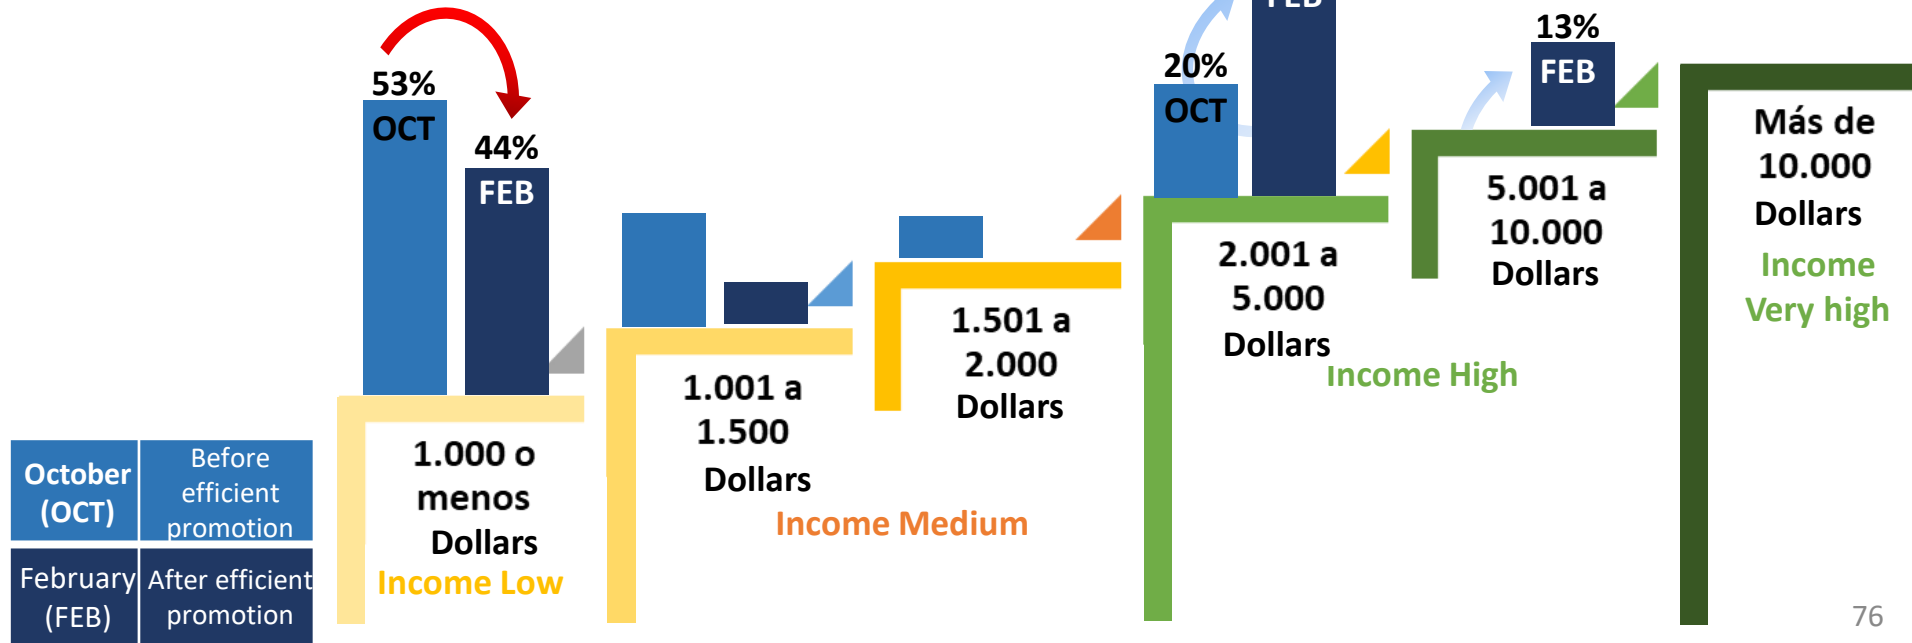 53%
OCT
44%
FEB
20%
OCT
FEB
13%
FEB
1.000 o
menos
Dollars
Income Low
1.001 a
1.500
Dollars
Income Medium
1.501 a
2.000
Dollars
2.001 a
5.000
Dollars
Income High
5.001 a
10.000
Dollars
Más de
10.000
Dollars
Income
Very high
October
(OCT)
Before
efficient
promotion
February
(FEB)
After efficient
promotion
76